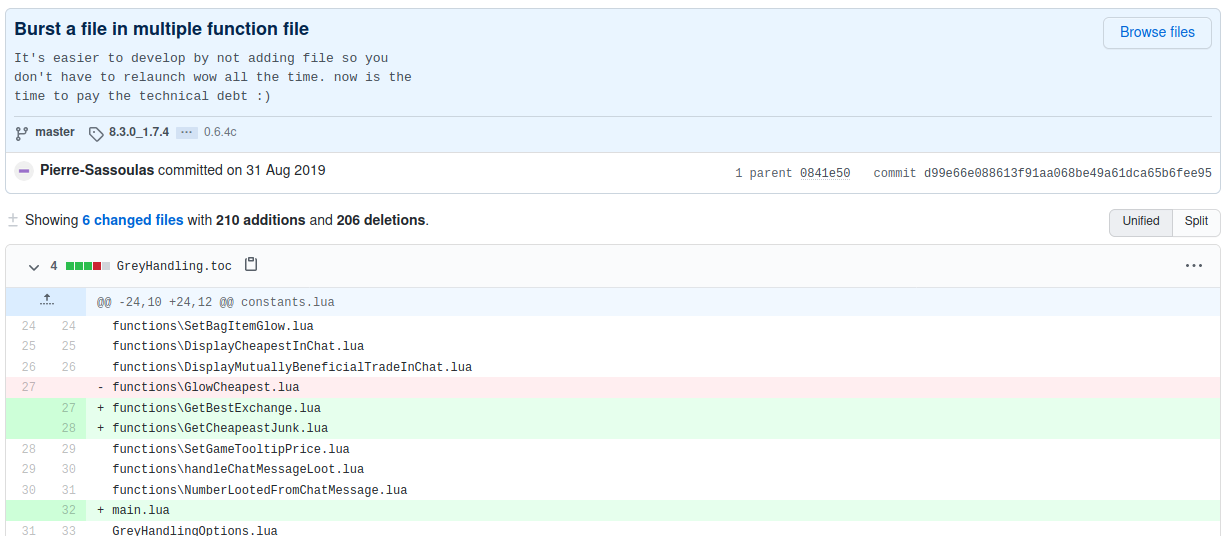 Burst a file in multiple function file
Browse files
It's easier to develop by not adding file so you
don't have to relaunch wow all the time. now is the
time to pay the technical debt :)
master 8.3.0_1.7.4 ... 0.6.4c
Pierre-Sassoulas committed on 31 Aug 2019 1 parent 0841e50 commit d99e66e088613f91aa068be49a61dca65b6fee95
Showing 6 changed files with 210 additions and 206 deletions. Unified Split
4 GreyHandling.toc
@@ -24,10 +24,12 @@ constants.lua
24 24 functions\SetBagItemGlow.lua
25 25 functions\DisplayCheapestInChat.lua
26 26 functions\DisplayMutuallyBeneficialTradeInChat.lua
27 - functions\GlowCheapest.lua
27 + functions\GetBestExchange.lua
28 + functions\GetCheapeastJunk.lua
28 29 functions\SetGameTooltipPrice.lua
29 30 functions\handleChatMessageLoot.lua
30 31 functions\NumberLootedFromChatMessage.lua
32 + main.lua
31 33 GreyHandlingOptions.lua